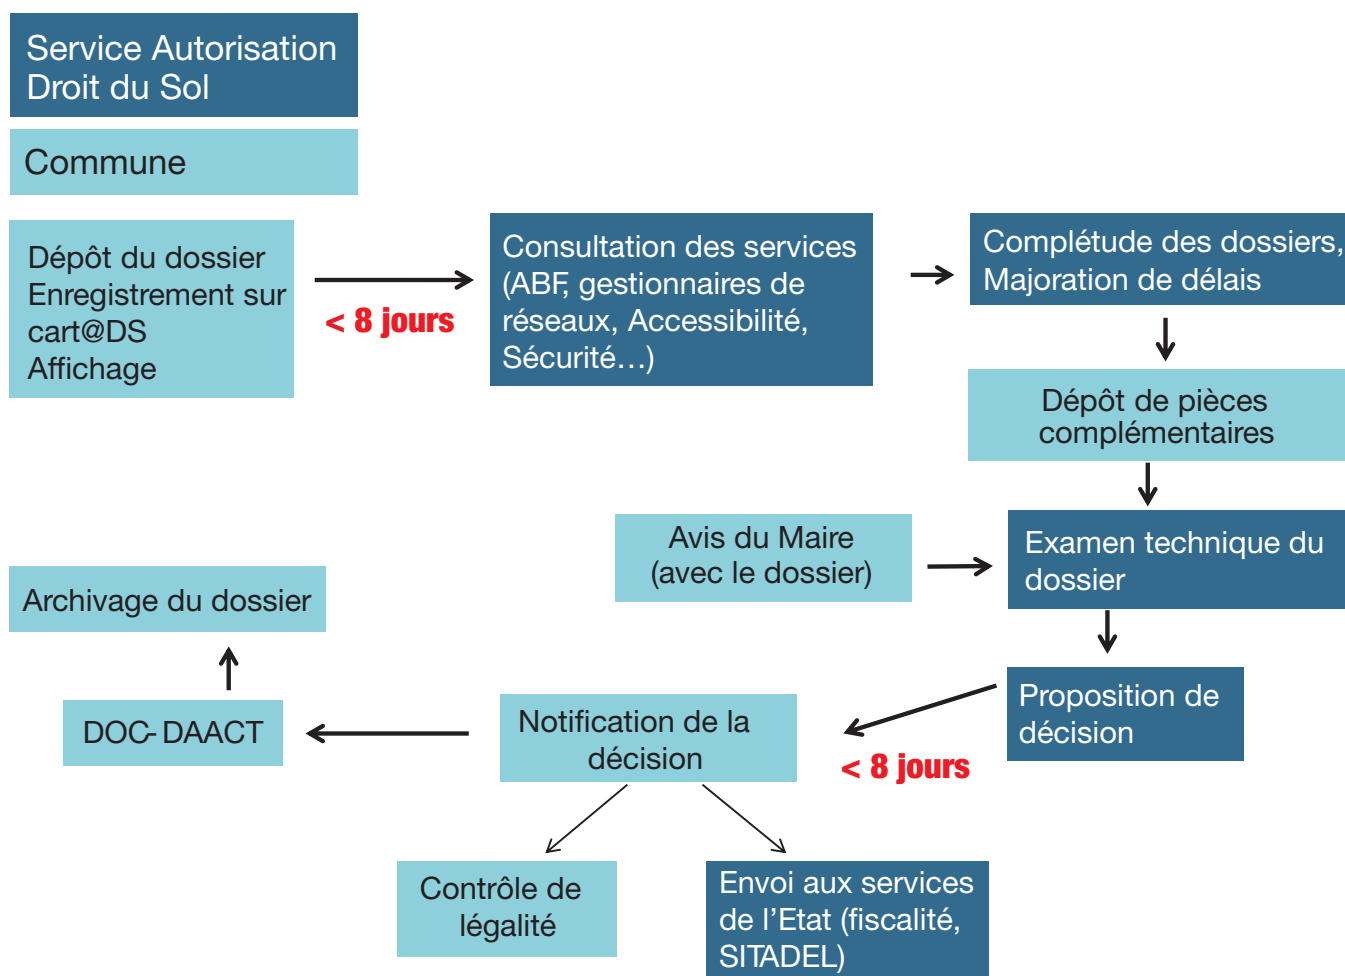 Service Autorisation
Droit du Sol
Commune
Dépôt du dossier
Enregistrement sur
cart@DS
Affichage
< 8 jours
Consultation des services
(ABF, gestionnaires de
réseaux, Accessibilité,
Sécurité…)
Complétude des dossiers,
Majoration de délais
Dépôt de pièces
complémentaires
Avis du Maire
(avec le dossier)
Examen technique du
dossier
Archivage du dossier
Proposition de
décision
< 8 jours
Notification de la
décision
DOC-DAACT
Contrôle de
légalité
Envoi aux services
de l’Etat (fiscalité,
SITADEL)